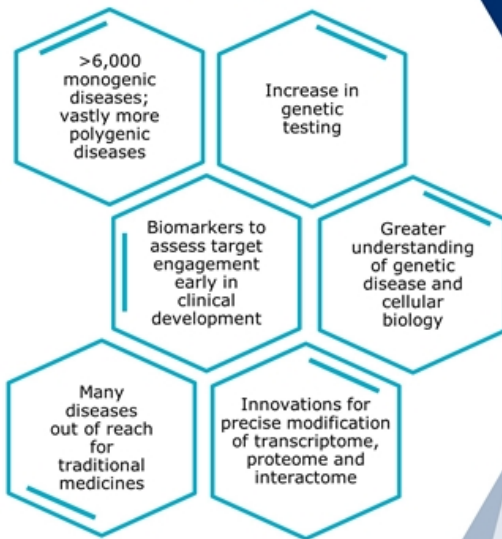 >6,000
monogenic
diseases;
vastly more
polygenic
diseases
Increase in
genetic
testing
Biomarkers to
assess target
engagement
early in
clinical
development
Greater
understanding
of genetic
disease and
cellular
biology
Many
diseases
out of reach
for
traditional
medicines
Innovations for
precise modification
of transcriptome,
proteome and
interactome